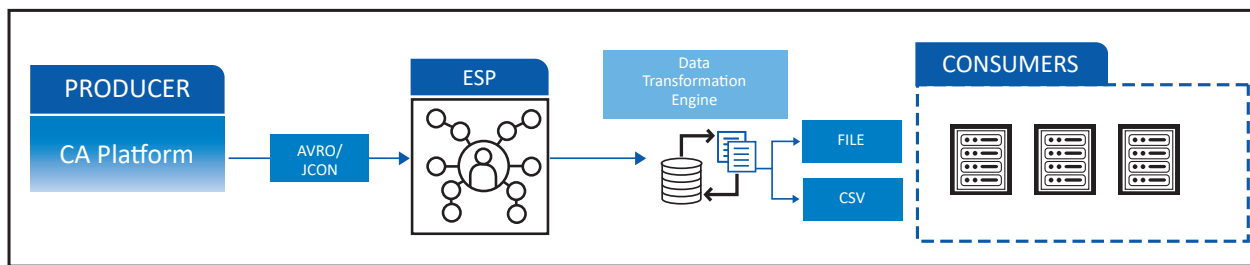 PRODUCER
CA Platform
AVRO/
JCON
ESP
Data
Transformation
Engine
FILE
CSV
CONSUMERS